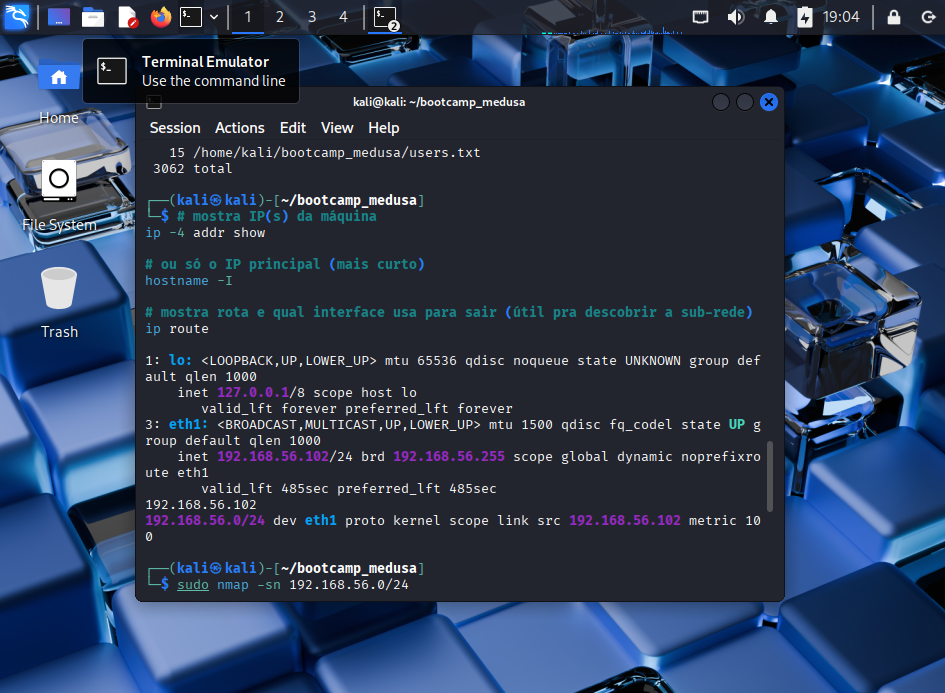 1 2 3 4
2
19:04
Terminal Emulator
Use the command line
Home
File System
Trash
kali@kali: ~/bootcamp_medusa
Session Actions Edit View Help
15 /home/kali/bootcamp_medusa/users.txt
3062 total
┌──(kali㉿kali)-[~/bootcamp_medusa]
└─$ # mostra IP(s) da máquina
ip -4 addr show
# ou só o IP principal (mais curto)
hostname -I
# mostra rota e qual interface usa para sair (útil pra descobrir a sub-rede)
ip route
1: lo: <LOOPBACK,UP,LOWER_UP> mtu 65536 qdisc noqueue state UNKNOWN group def
ault qlen 1000
inet 127.0.0.1/8 scope host lo
valid_lft forever preferred_lft forever
3: eth1: <BROADCAST,MULTICAST,UP,LOWER_UP> mtu 1500 qdisc fq_codel state UP g
roup default qlen 1000
inet 192.168.56.102/24 brd 192.168.56.255 scope global dynamic noprefixro
ute eth1
valid_lft 485sec preferred_lft 485sec
192.168.56.102
192.168.56.0/24 dev eth1 proto kernel scope link src 192.168.56.102 metric 10
0
┌──(kali㉿kali)-[~/bootcamp_medusa]
└─$ sudo nmap -sn 192.168.56.0/24